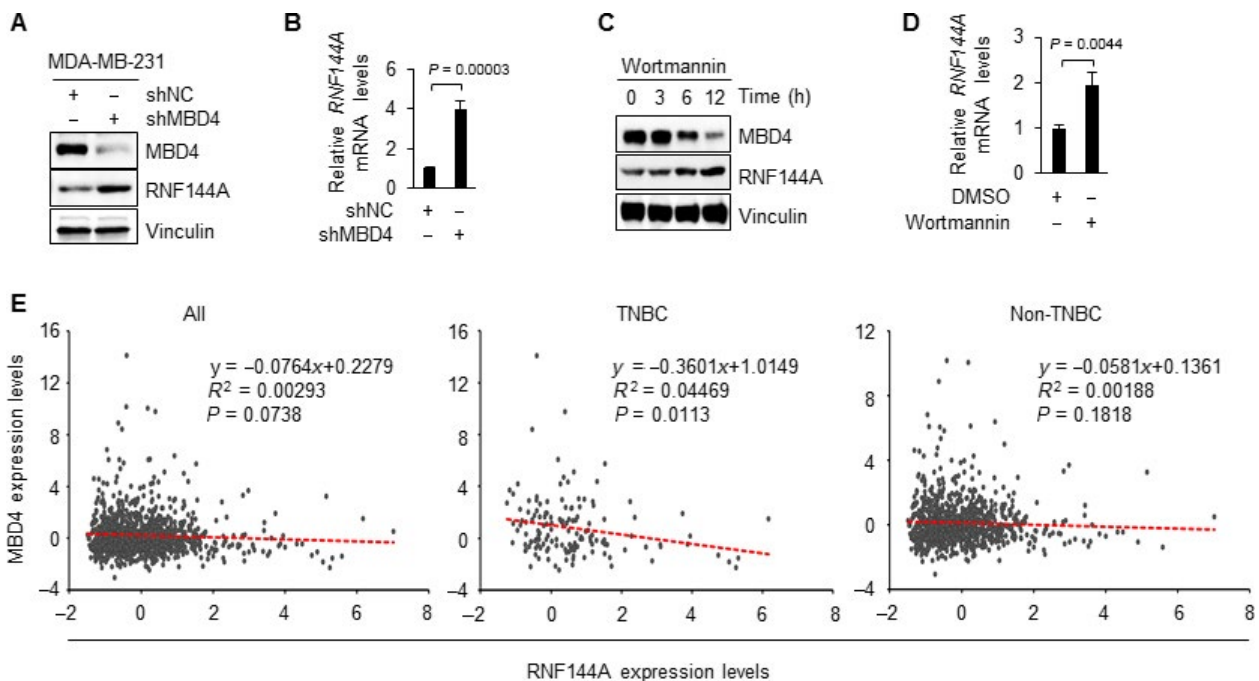 A
MDA-MB-231
+ – shNC
– + shMBD4
MBD4
RNF144A
Vinculin
B
Relative RNF144A
mRNA levels
P = 0.00003
6
4
2
0
shNC + –
shMBD4 – +
C
Wortmannin
0 3 6 12 Time (h)
MBD4
RNF144A
Vinculin
D
Relative RNF144A
mRNA levels
P = 0.0044
3
2
1
0
DMSO + –
Wortmannin – +
E
MBD4 expression levels
All
16
12
8
4
0
–4
–2 0 2 4 6 8
y = –0.0764x+0.2279
R² = 0.00293
P = 0.0738
TNBC
16
12
8
4
0
–4
–2 0 2 4 6 8
y = –0.3601x+1.0149
R² = 0.04469
P = 0.0113
Non-TNBC
12
8
4
0
–4
–2 0 2 4 6 8
y = –0.0581x+0.1361
R² = 0.00188
P = 0.1818
RNF144A expression levels